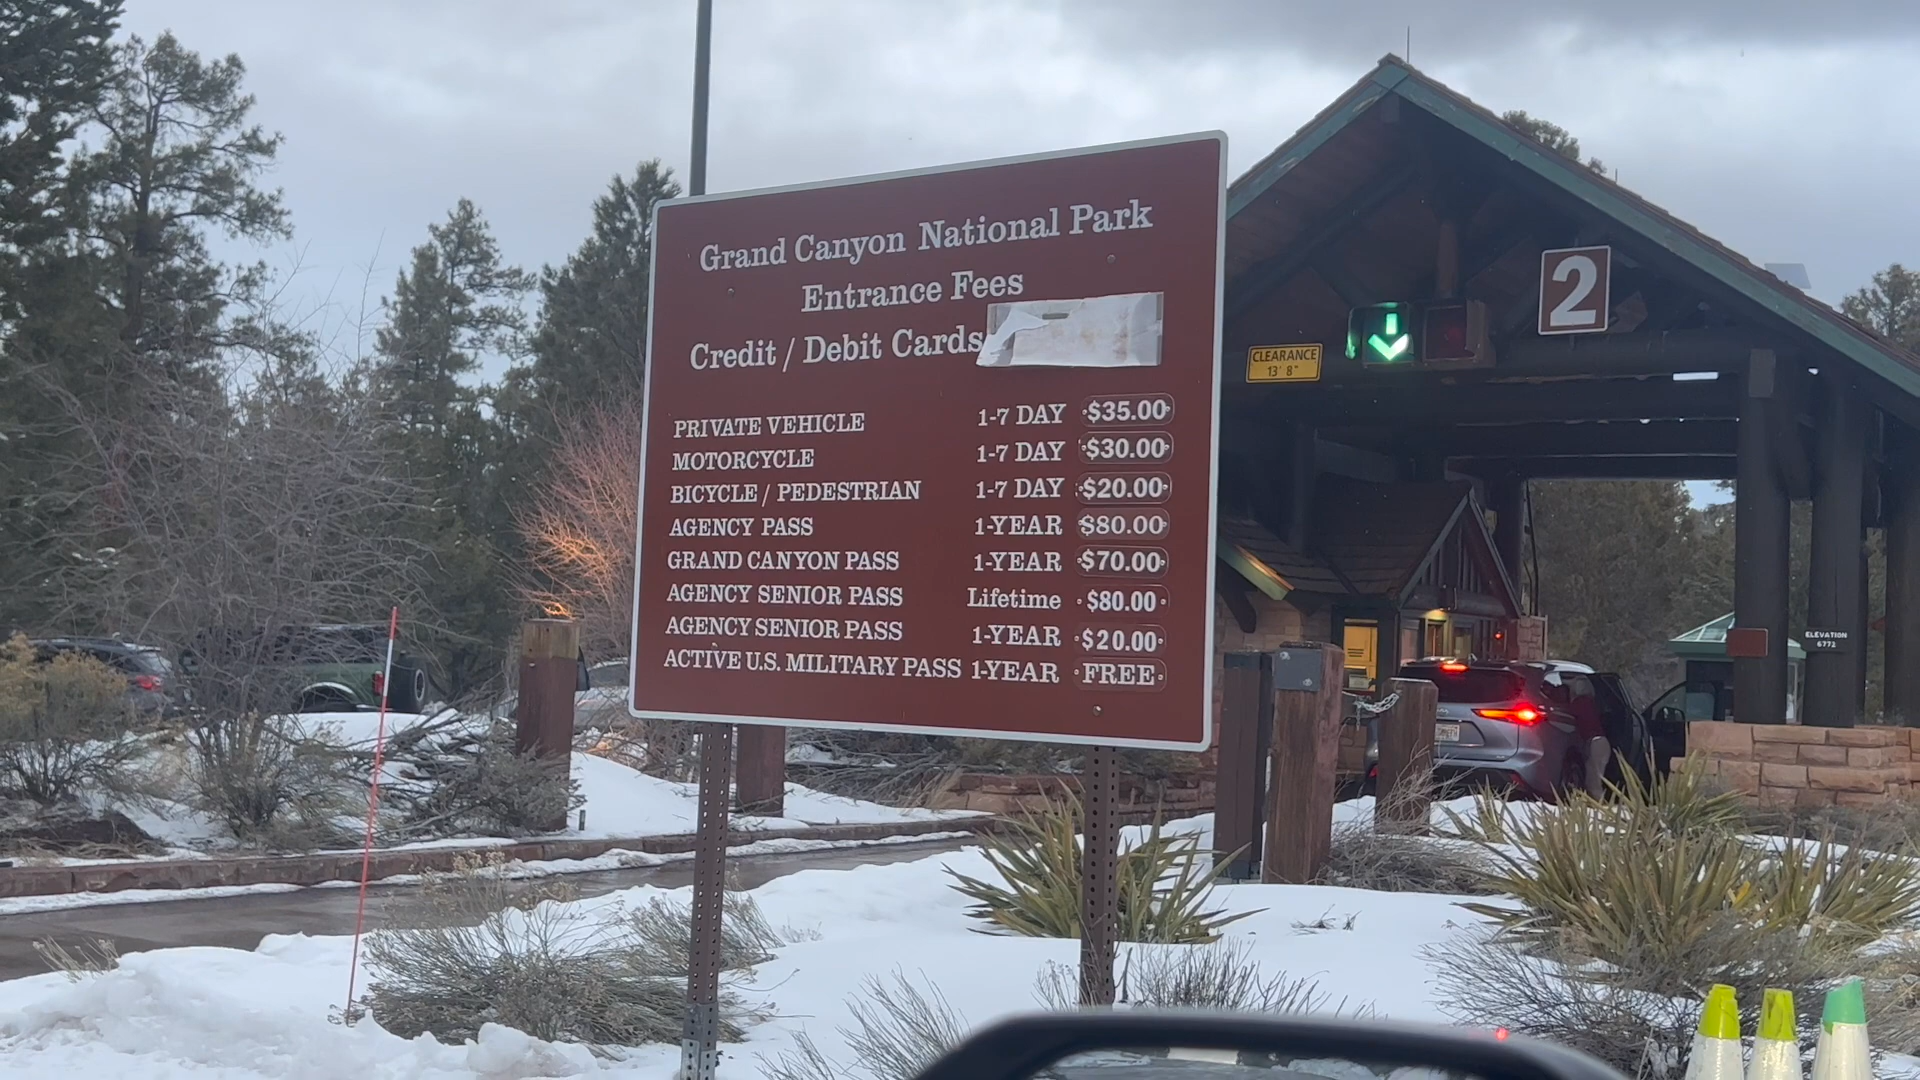 Grand Canyon National Park
Entrance Fees
Credit / Debit Cards
PRIVATE VEHICLE 1-7 DAY $35.00
MOTORCYCLE 1-7 DAY $30.00
BICYCLE / PEDESTRIAN 1-7 DAY $20.00
AGENCY PASS 1-YEAR $80.00
GRAND CANYON PASS 1-YEAR $70.00
AGENCY SENIOR PASS Lifetime $80.00
AGENCY SENIOR PASS 1-YEAR $20.00
ACTIVE U.S. MILITARY PASS 1-YEAR FREE
2
CLEARANCE
13' 8"
ELEVATION
6772